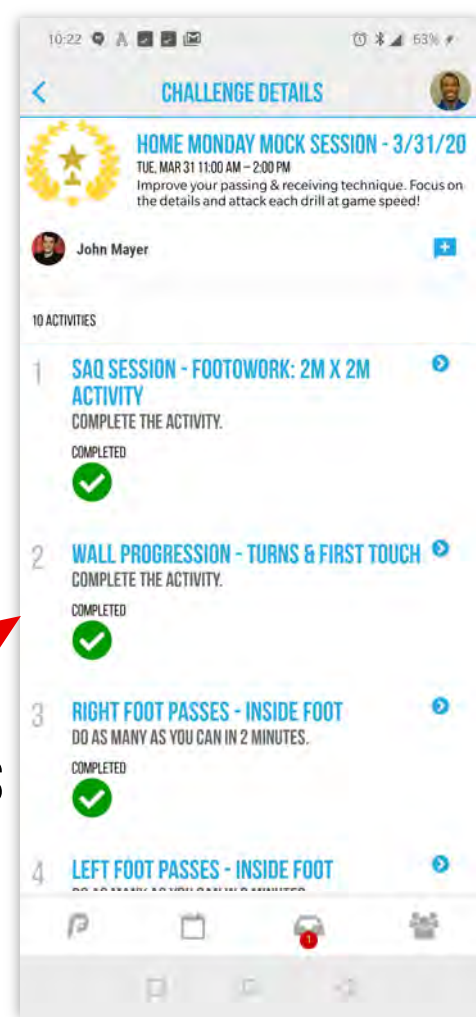 10:22
63%
CHALLENGE DETAILS
HOME MONDAY MOCK SESSION - 3/31/20
TUE, MAR 31 11:00 AM – 2:00 PM
Improve your passing & receiving technique. Focus on
the details and attack each drill at game speed!
John Mayer
10 ACTIVITIES
1 SAQ SESSION - FOOTOWORK: 2M X 2M
ACTIVITY
COMPLETE THE ACTIVITY.
COMPLETED
2 WALL PROGRESSION - TURNS & FIRST TOUCH
COMPLETE THE ACTIVITY.
COMPLETED
3 RIGHT FOOT PASSES - INSIDE FOOT
DO AS MANY AS YOU CAN IN 2 MINUTES.
COMPLETED
S
4 LEFT FOOT PASSES - INSIDE FOOT
1